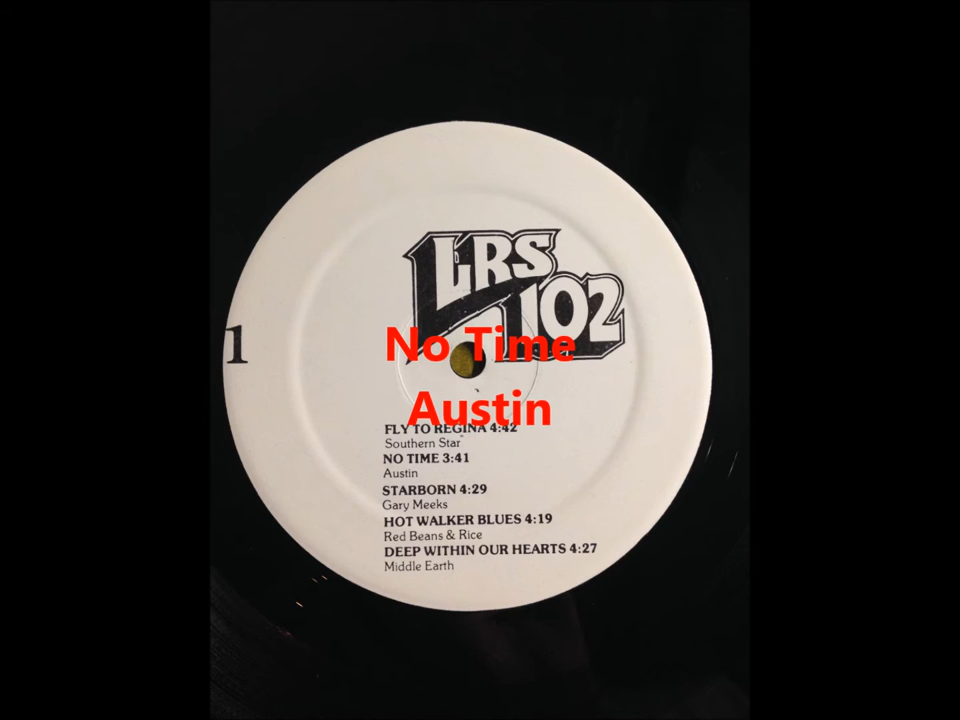 LRS
102
1
No Time
Austin
FLY TO REGINA 4:42
Southern Star
NO TIME 3:41
Austin
STARBORN 4:29
Gary Meeks
HOT WALKER BLUES 4:19
Red Beans & Rice
DEEP WITHIN OUR HEARTS 4:27
Middle Earth